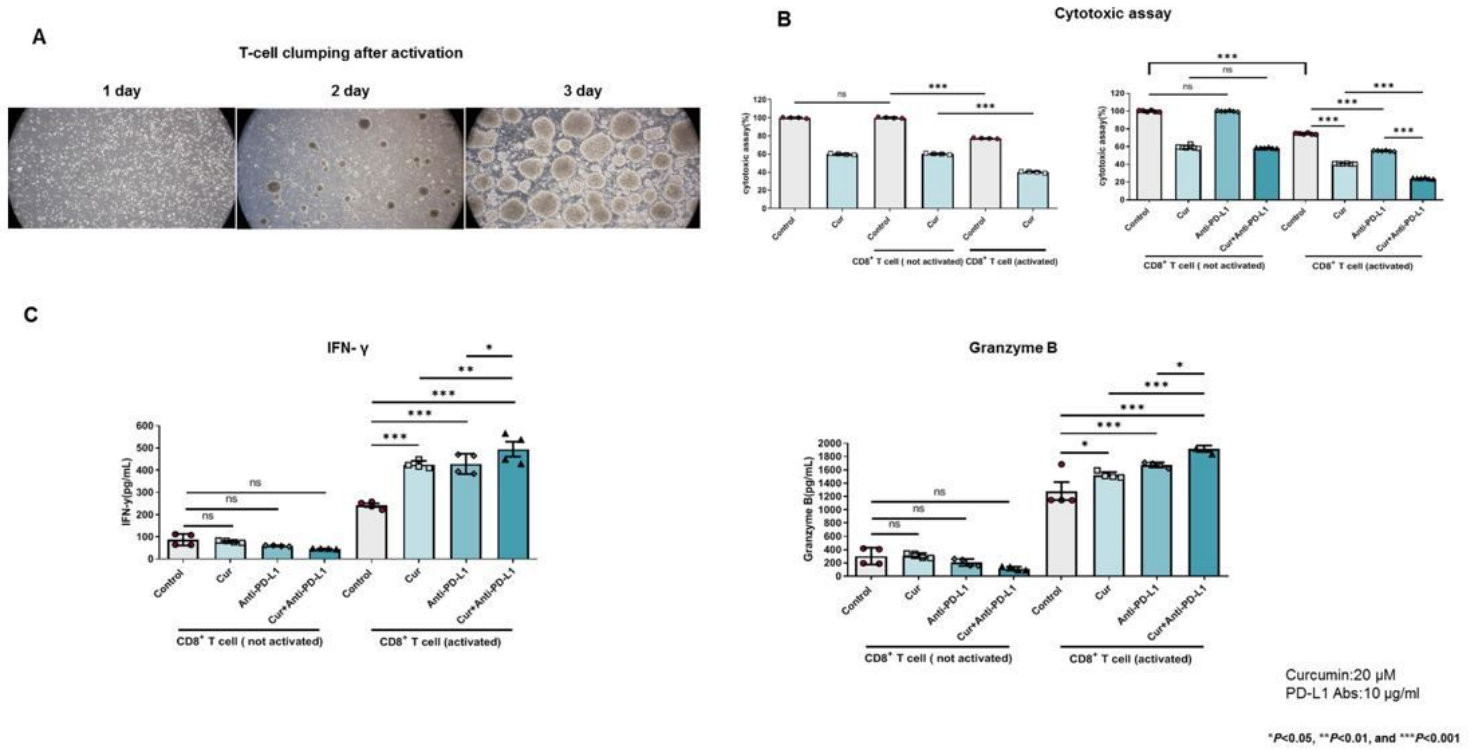 A
T-cell clumping after activation
1 day 2 day 3 day
B
Cytotoxic assay
ns *** ***
cytotoxic assay(%)
120
100
80
60
40
20
0
Control Cur Control Cur Control Cur
CD8+ T cell ( not activated) CD8+ T cell (activated)
***
ns
ns
***
***
***
***
cytotoxic assay(%)
120
100
80
60
40
20
0
Control Cur Anti-PD-L1 Cur+Anti-PD-L1 Control Cur Anti-PD-L1 Cur+Anti-PD-L1
CD8+ T cell ( not activated) CD8+ T cell (activated)
C
IFN- γ
*
**
***
***
***
ns
ns
ns
IFN-γ(pg/mL)
600
500
400
300
200
100
0
Control Cur Anti-PD-L1 Cur+Anti-PD-L1 Control Cur Anti-PD-L1 Cur+Anti-PD-L1
CD8+ T cell ( not activated) CD8+ T cell (activated)
Granzyme B
*
***
***
***
*
ns
ns
ns
Granzyme B(pg/mL)
2000
1800
1600
1400
1200
1000
800
600
400
200
0
Control Cur Anti-PD-L1 Cur+Anti-PD-L1 Control Cur Anti-PD-L1 Cur+Anti-PD-L1
CD8+ T cell ( not activated) CD8+ T cell (activated)
Curcumin:20 µM
PD-L1 Abs:10 µg/ml
*P<0.05, **P<0.01, and ***P<0.001